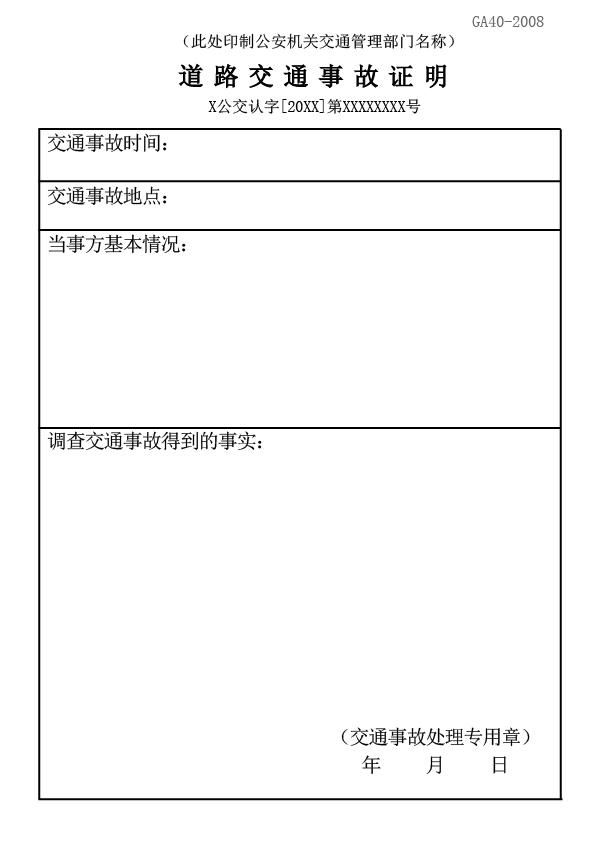 GA40-2008
（此处印制公安机关交通管理部门名称）
道路交通事故证明
X公交认字[20XX]第XXXXXXXX号
交通事故时间：
交通事故地点：
当事方基本情况：
调查交通事故得到的事实：
（交通事故处理专用章）
年 月 日